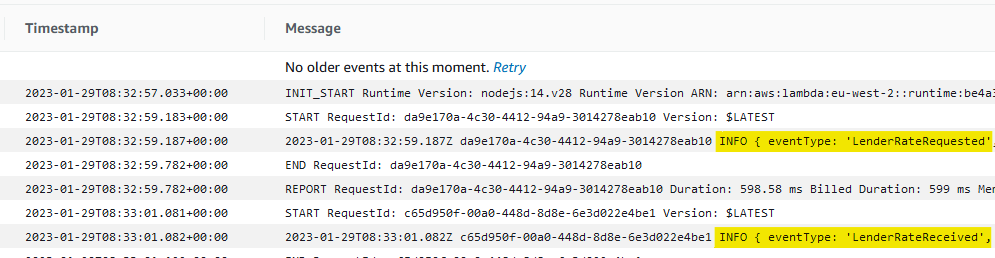 Timestamp Message
No older events at this moment. Retry
2023-01-29T08:32:57.033+00:00 INIT_START Runtime Version: nodejs:14.v28 Runtime Version ARN: arn:aws:lambda:eu-west-2::runtime:be4a3
2023-01-29T08:32:59.183+00:00 START RequestId: da9e170a-4c30-4412-94a9-3014278eab10 Version: $LATEST
2023-01-29T08:32:59.187+00:00 2023-01-29T08:32:59.187Z da9e170a-4c30-4412-94a9-3014278eab10 INFO { eventType: 'LenderRateRequested',
2023-01-29T08:32:59.782+00:00 END RequestId: da9e170a-4c30-4412-94a9-3014278eab10
2023-01-29T08:32:59.782+00:00 REPORT RequestId: da9e170a-4c30-4412-94a9-3014278eab10 Duration: 598.58 ms Billed Duration: 599 ms Mem
2023-01-29T08:33:01.081+00:00 START RequestId: c65d950f-00a0-448d-8d8e-6e3d022e4be1 Version: $LATEST
2023-01-29T08:33:01.082+00:00 2023-01-29T08:33:01.082Z c65d950f-00a0-448d-8d8e-6e3d022e4be1 INFO { eventType: 'LenderRateReceived',